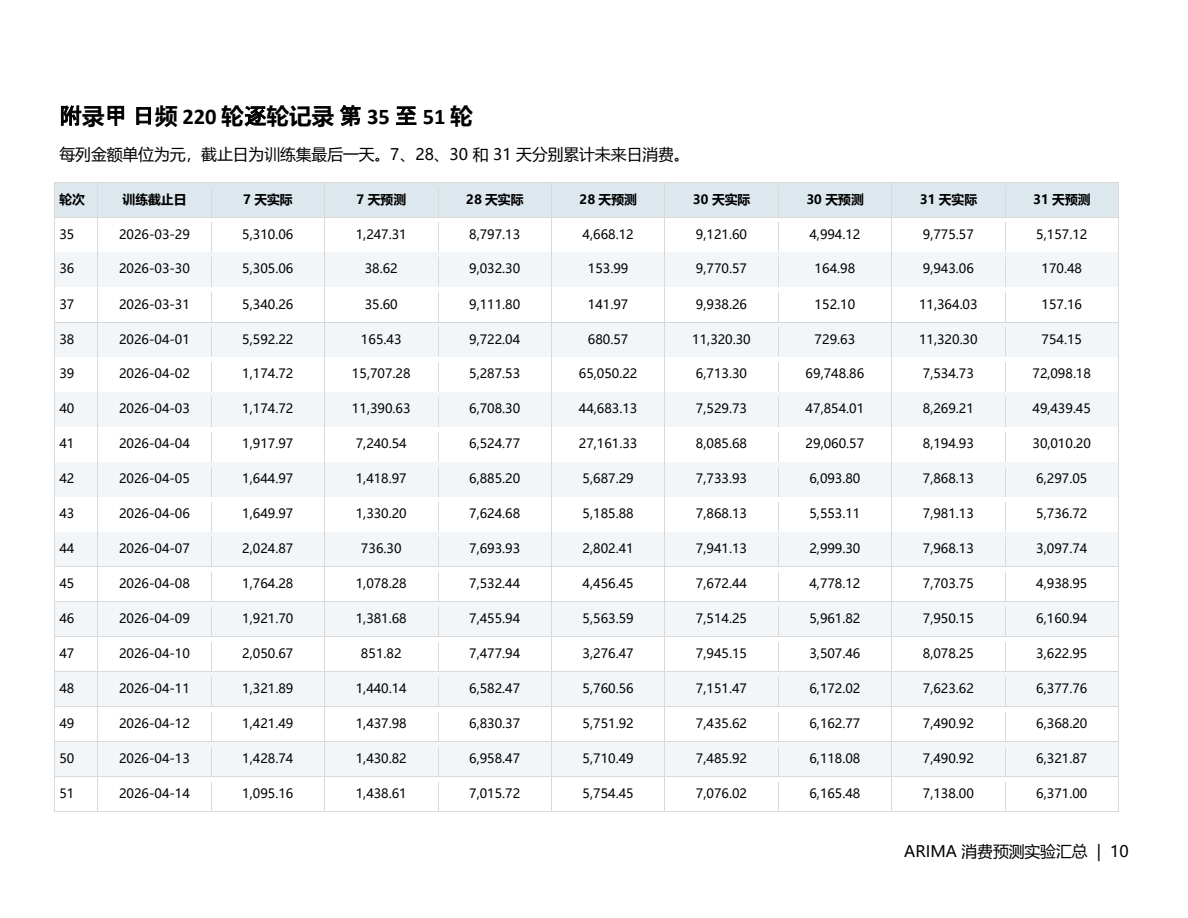 附录甲 日频 220 轮逐轮记录 第 35 至 51 轮
每列金额单位为元，截止日为训练集最后一天。7、28、30 和 31 天分别累计未来日消费。
轮次 训练截止日 7 天实际 7 天预测 28 天实际 28 天预测 30 天实际 30 天预测 31 天实际 31 天预测
35 2026-03-29 5,310.06 1,247.31 8,797.13 4,668.12 9,121.60 4,994.12 9,775.57 5,157.12
36 2026-03-30 5,305.06 38.62 9,032.30 153.99 9,770.57 164.98 9,943.06 170.48
37 2026-03-31 5,340.26 35.60 9,111.80 141.97 9,938.26 152.10 11,364.03 157.16
38 2026-04-01 5,592.22 165.43 9,722.04 680.57 11,320.30 729.63 11,320.30 754.15
39 2026-04-02 1,174.72 15,707.28 5,287.53 65,050.22 6,713.30 69,748.86 7,534.73 72,098.18
40 2026-04-03 1,174.72 11,390.63 6,708.30 44,683.13 7,529.73 47,854.01 8,269.21 49,439.45
41 2026-04-04 1,917.97 7,240.54 6,524.77 27,161.33 8,085.68 29,060.57 8,194.93 30,010.20
42 2026-04-05 1,644.97 1,418.97 6,885.20 5,687.29 7,733.93 6,093.80 7,868.13 6,297.05
43 2026-04-06 1,649.97 1,330.20 7,624.68 5,185.88 7,868.13 5,553.11 7,981.13 5,736.72
44 2026-04-07 2,024.87 736.30 7,693.93 2,802.41 7,941.13 2,999.30 7,968.13 3,097.74
45 2026-04-08 1,764.28 1,078.28 7,532.44 4,456.45 7,672.44 4,778.12 7,703.75 4,938.95
46 2026-04-09 1,921.70 1,381.68 7,455.94 5,563.59 7,514.25 5,961.82 7,950.15 6,160.94
47 2026-04-10 2,050.67 851.82 7,477.94 3,276.47 7,945.15 3,507.46 8,078.25 3,622.95
48 2026-04-11 1,321.89 1,440.14 6,582.47 5,760.56 7,151.47 6,172.02 7,623.62 6,377.76
49 2026-04-12 1,421.49 1,437.98 6,830.37 5,751.92 7,435.62 6,162.77 7,490.92 6,368.20
50 2026-04-13 1,428.74 1,430.82 6,958.47 5,710.49 7,485.92 6,118.08 7,490.92 6,321.87
51 2026-04-14 1,095.16 1,438.61 7,015.72 5,754.45 7,076.02 6,165.48 7,138.00 6,371.00
ARIMA 消费预测实验汇总 | 10